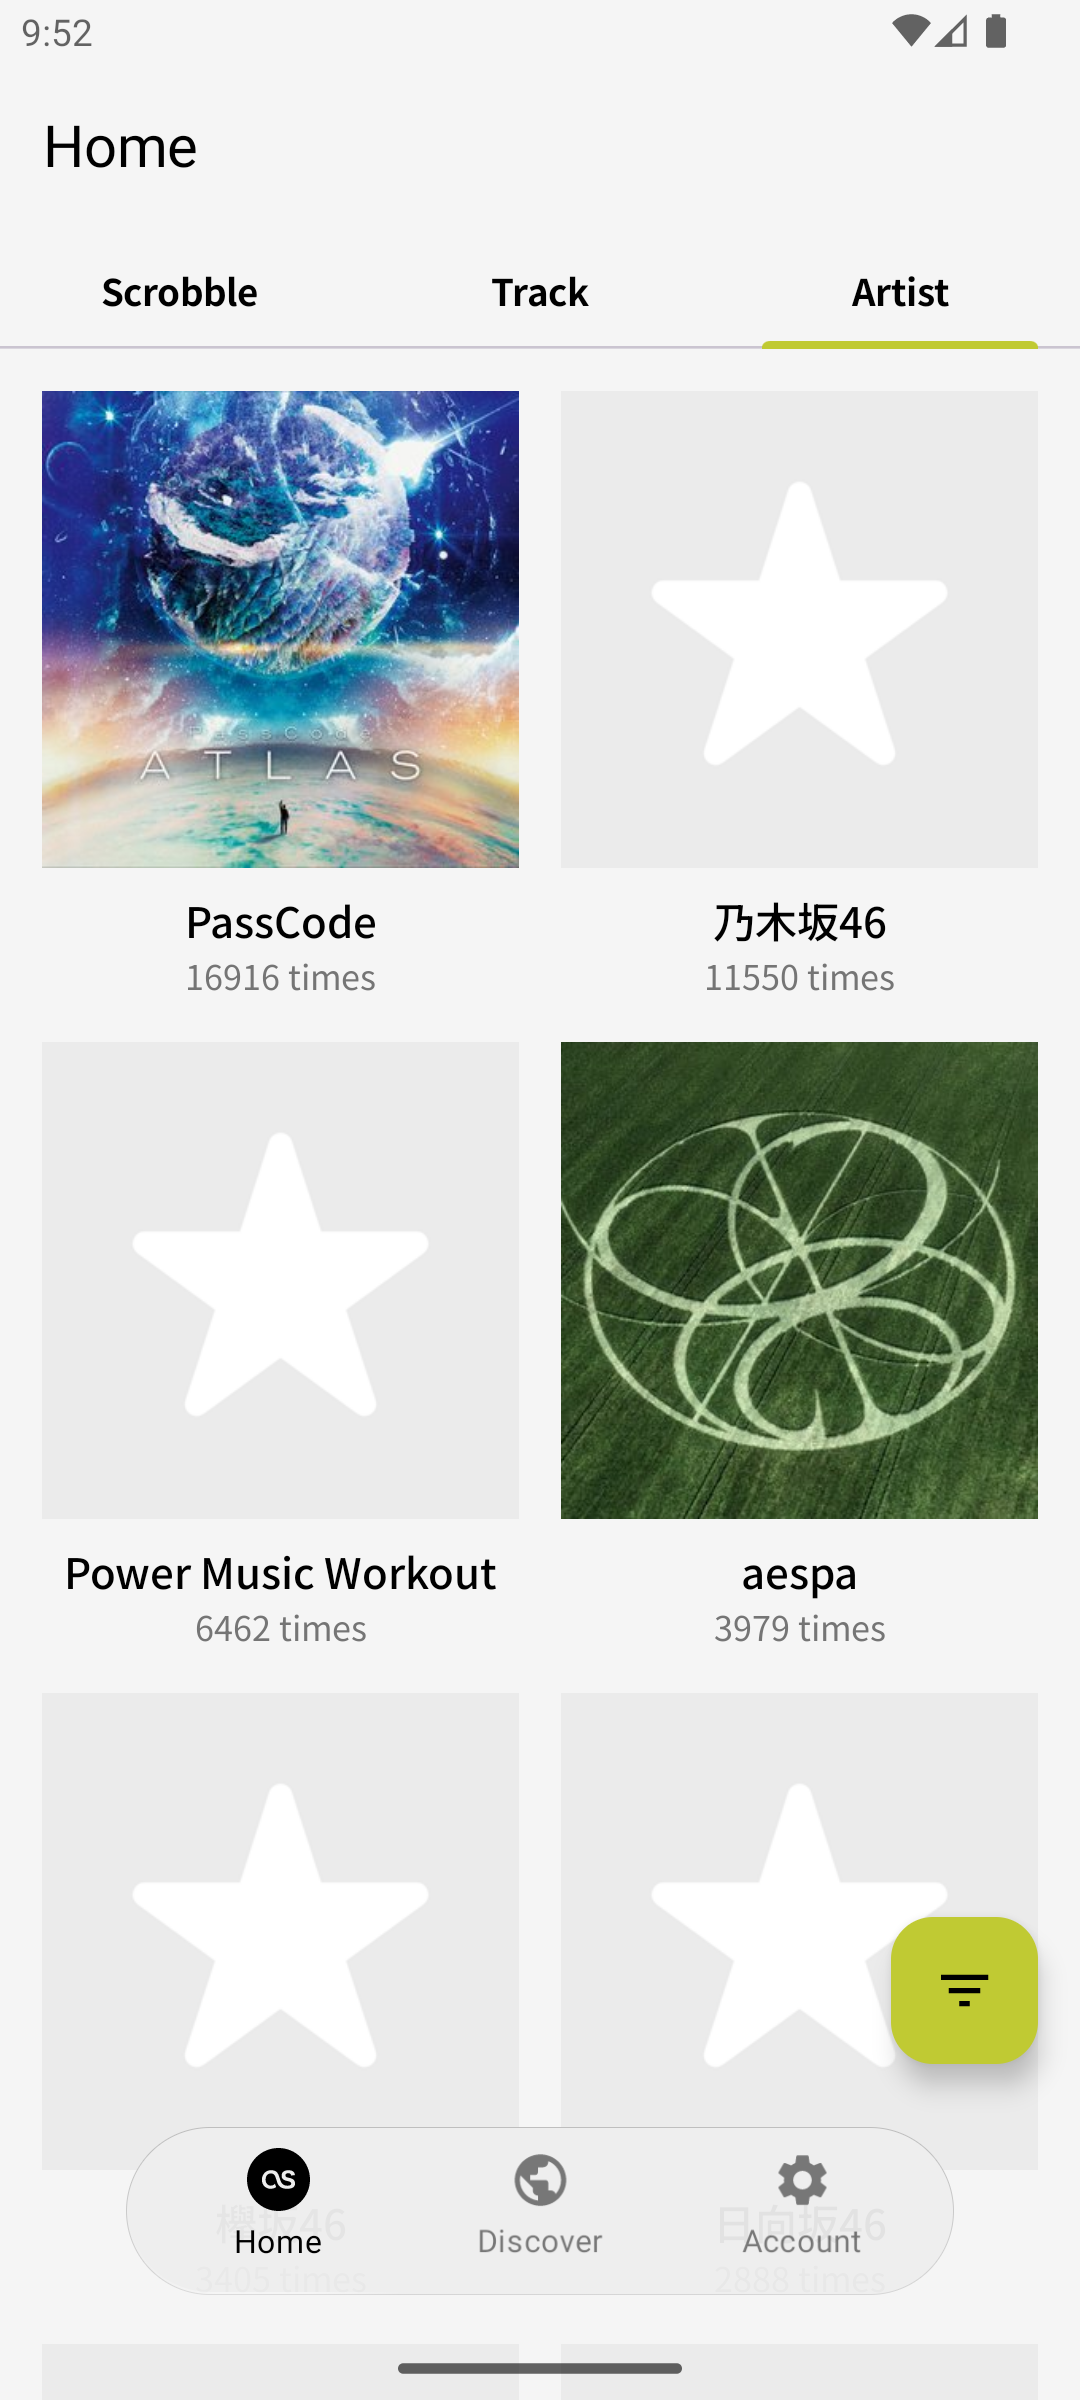 9:52
Home
Scrobble
Track
Artist
PassCode
ATLAS
PassCode
16916 times
乃木坂46
11550 times
Power Music Workout
6462 times
aespa
3979 times
欅坂46
3405 times
日向坂46
2888 times
Home
Discover
Account